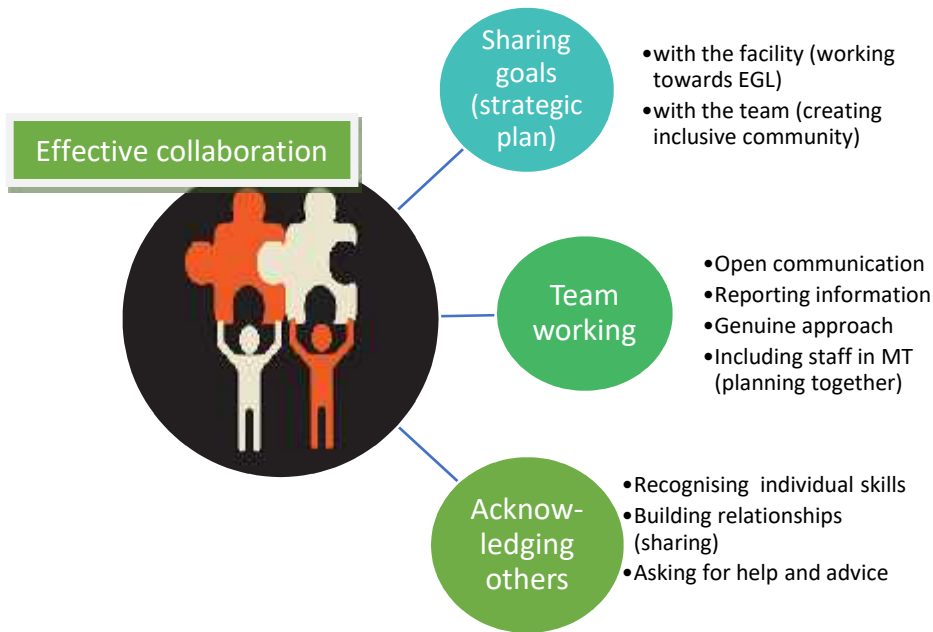 Effective collaboration
Sharing
goals
(strategic
plan)
•with the facility (working
towards EGL)
•with the team (creating
inclusive community)
Team
working
•Open communication
•Reporting information
•Genuine approach
•Including staff in MT
(planning together)
Acknow-
ledging
others
•Recognising individual skills
•Building relationships
(sharing)
•Asking for help and advice